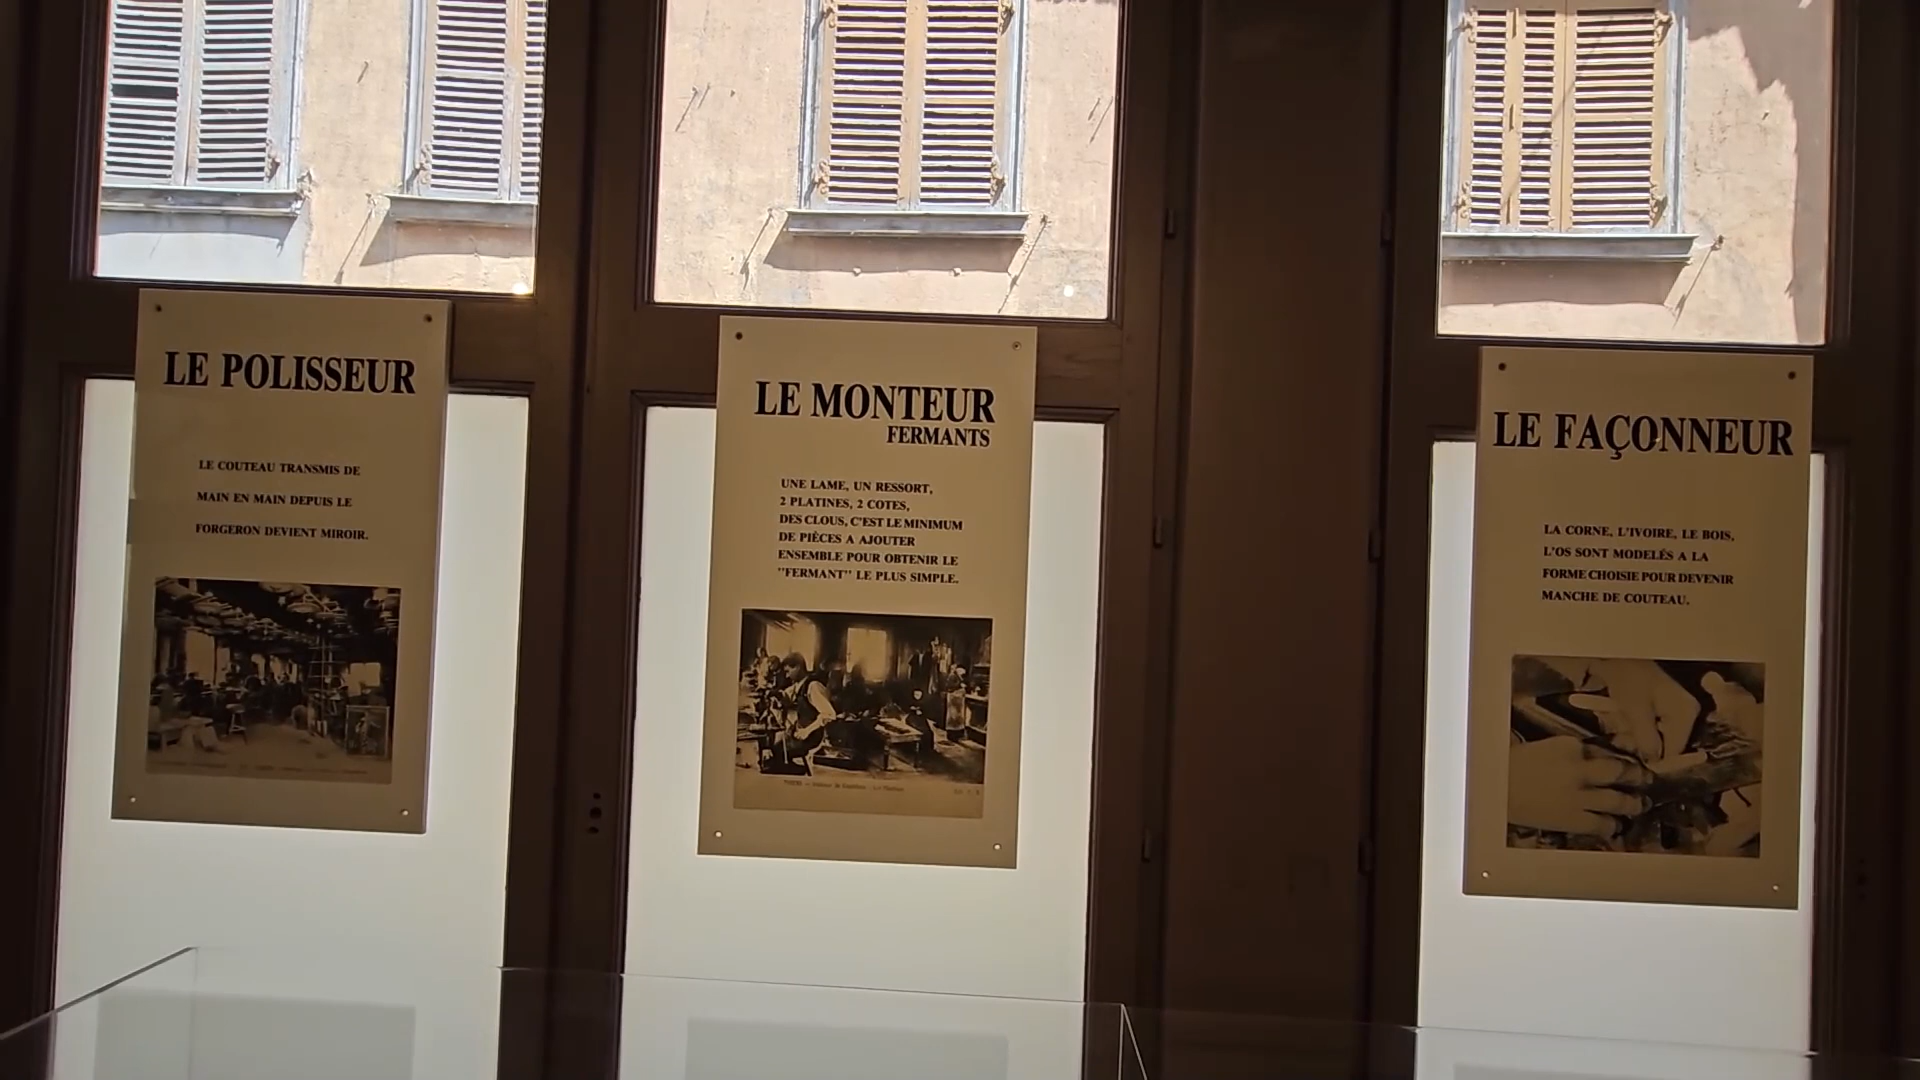 LE POLISSEUR
LE COUTEAU TRANSMIS DE
MAIN EN MAIN DEPUIS LE
FORGERON DEVIENT MIROIR.
LE MONTEUR
FERMANTS
UNE LAME, UN RESSORT,
2 PLATINES, 2 COTES,
DES CLOUS, C'EST LE MINIMUM
DE PIÈCES A AJOUTER
ENSEMBLE POUR OBTENIR LE
"FERMANT" LE PLUS SIMPLE.
LE FAÇONNEUR
LA CORNE, L'IVOIRE, LE BOIS,
L'OS SONT MODELÉS A LA
FORME CHOISIE POUR DEVENIR
MANCHE DE COUTEAU.